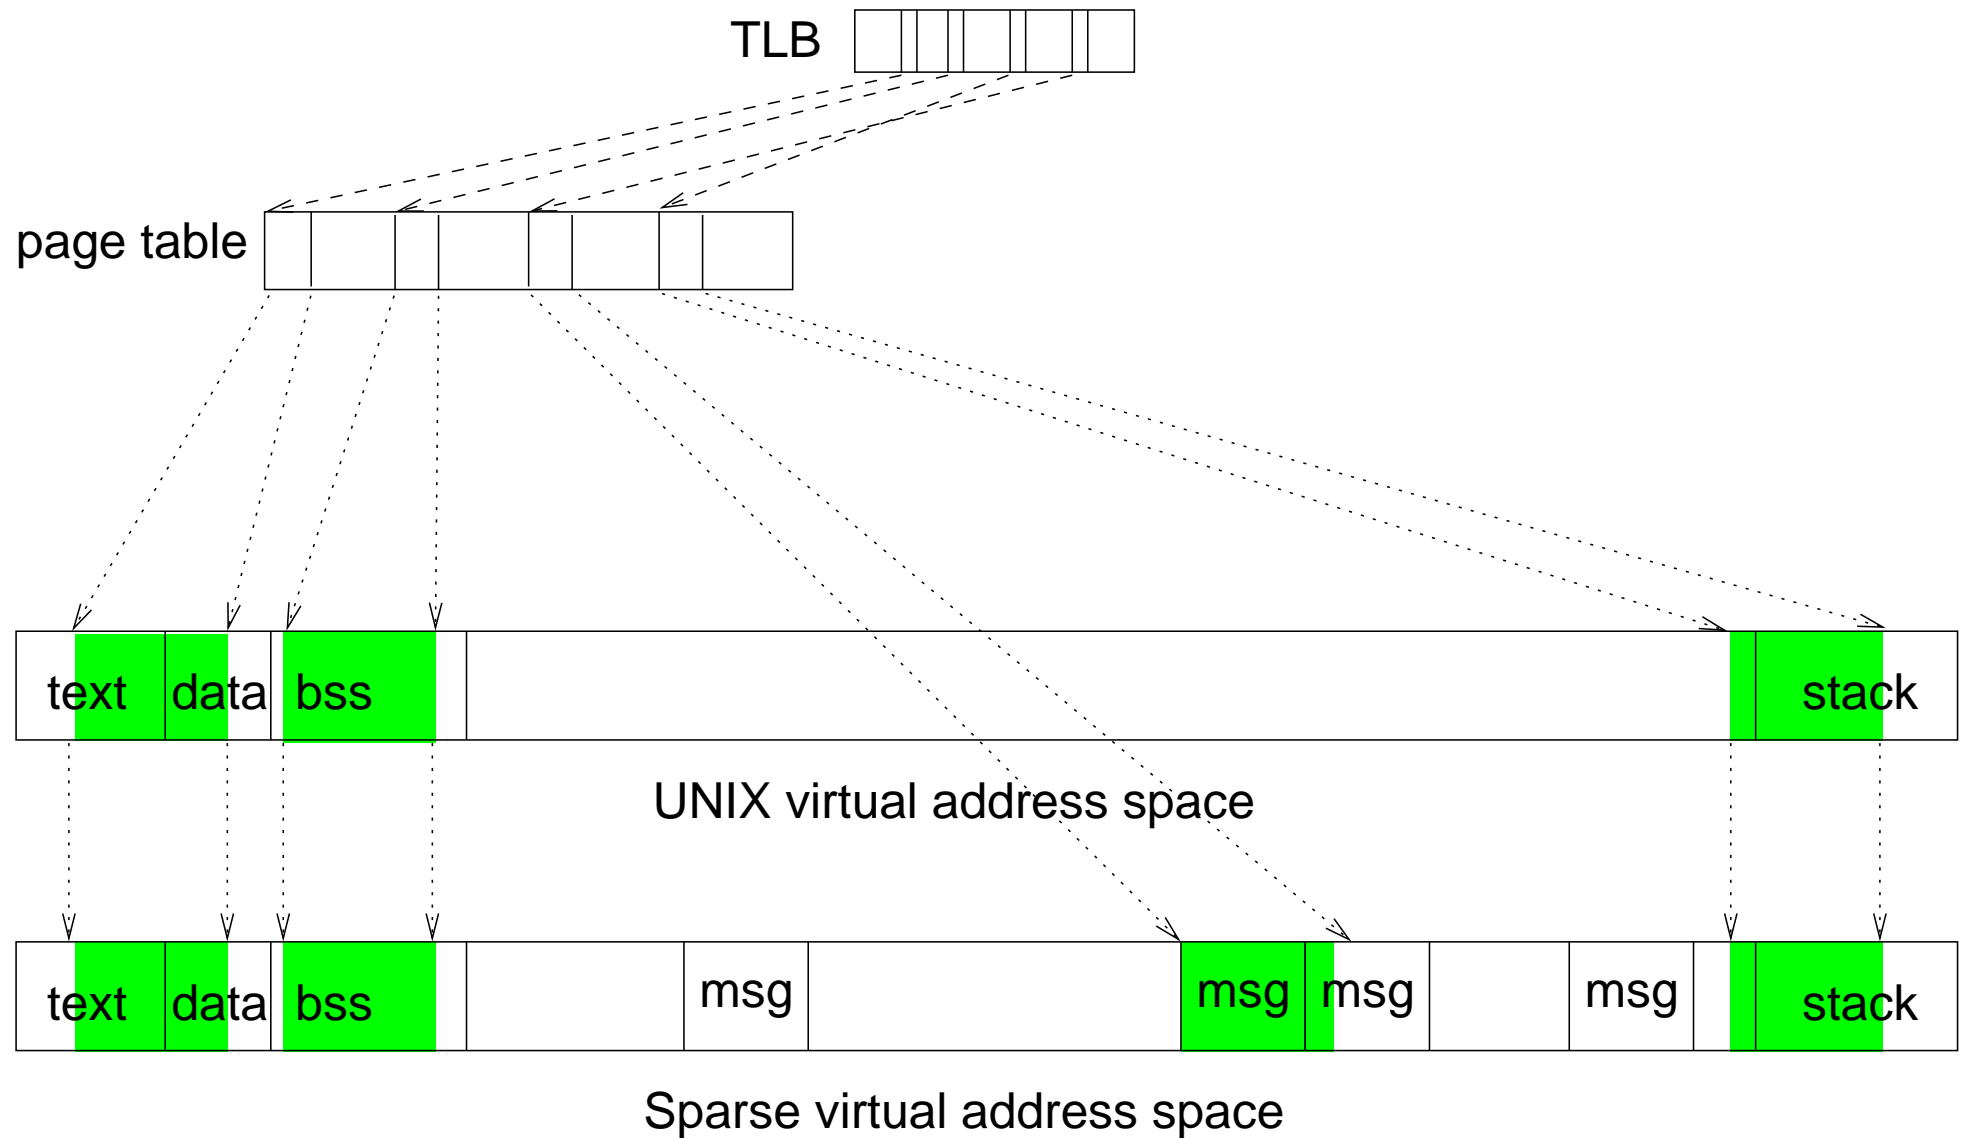 TLB
page table
text data bss stack
UNIX virtual address space
text data bss msg msg msg msg stack
Sparse virtual address space